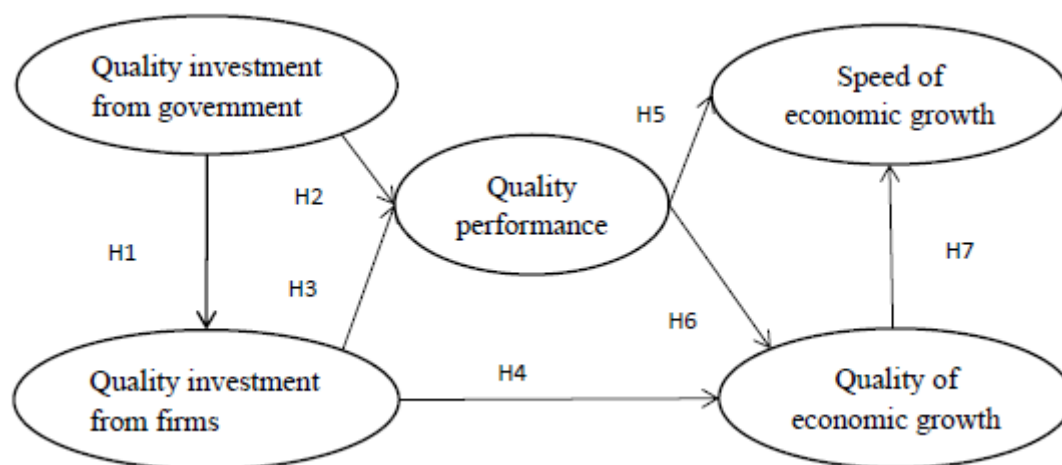 Quality investment
from government
Speed of
economic growth
H5
Quality
performance
H2
H1
H3
H7
H6
Quality investment
from firms
H4
Quality of
economic growth